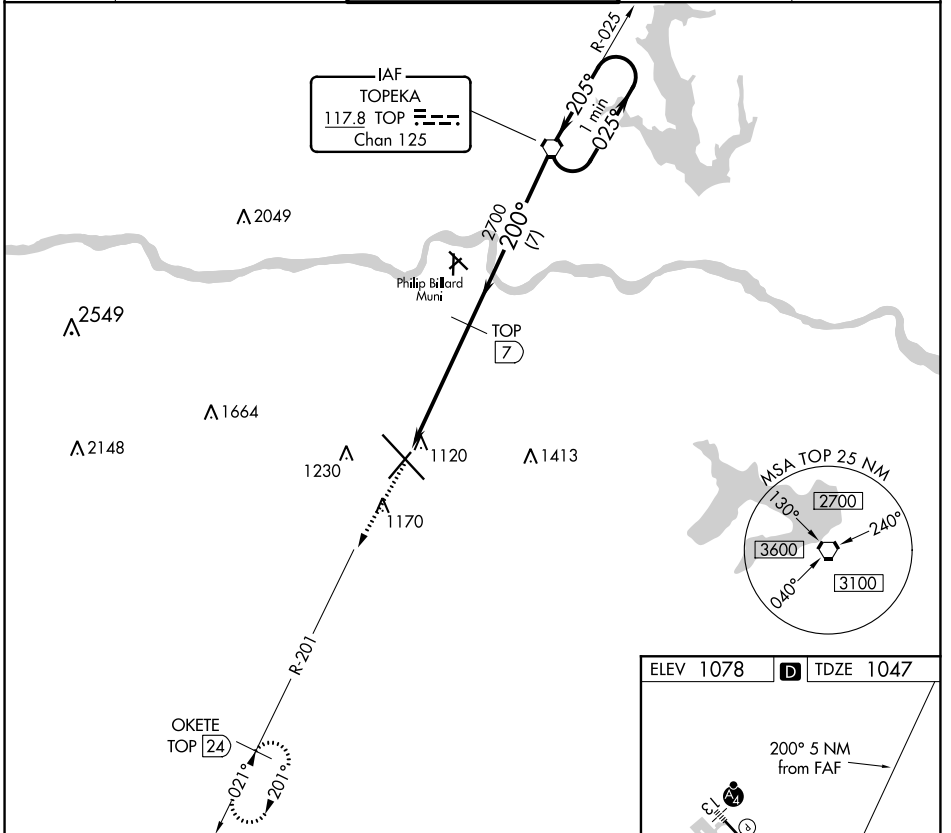 R-025
IAF
TOPEKA
117.8 TOP
Chan 125
205°
1 min
025°
2049
2700
200°
(7)
Philip Billard
Muni
2549
TOP
7
1664
2148
1230
1120
1413
1170
MSA TOP 25 NM
130°
2700
240°
3600
040°
3100
R-201
OKETE
TOP 24
021°
201°
ELEV 1078 D TDZE 1047
200° 5 NM
from FAF
A4
13
P